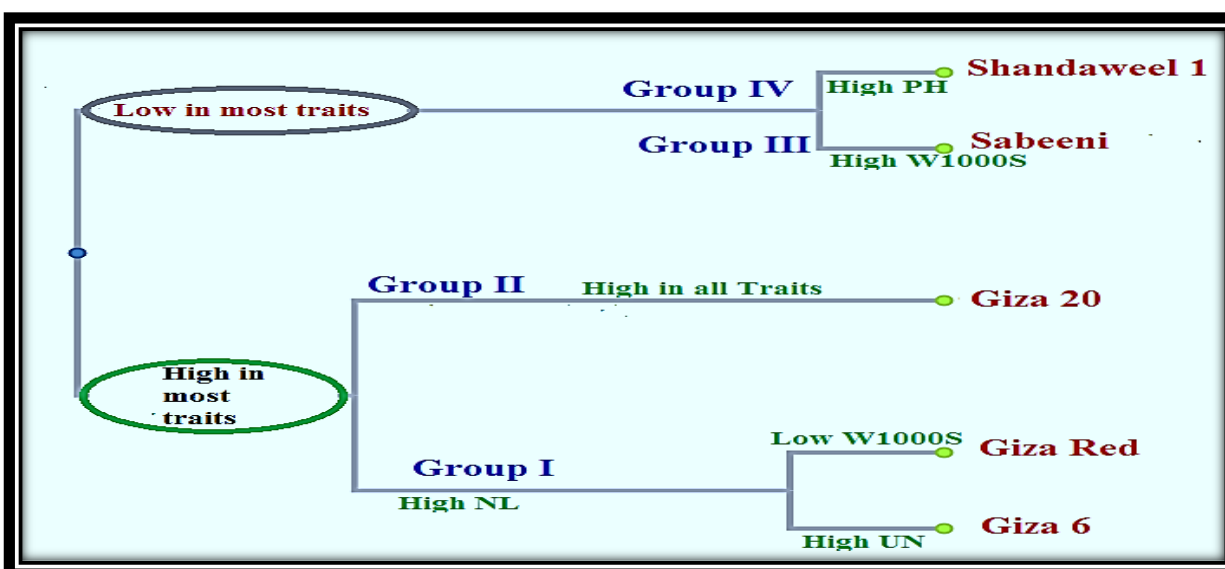 Shandaweel 1
Group IV
High PH
Low in most traits
Group III
Sabeeni
High W1000S
Group II
High in all Traits
Giza 20
High in
most
traits
Low W1000S
Giza Red
Group I
High NL
Giza 6
High UN